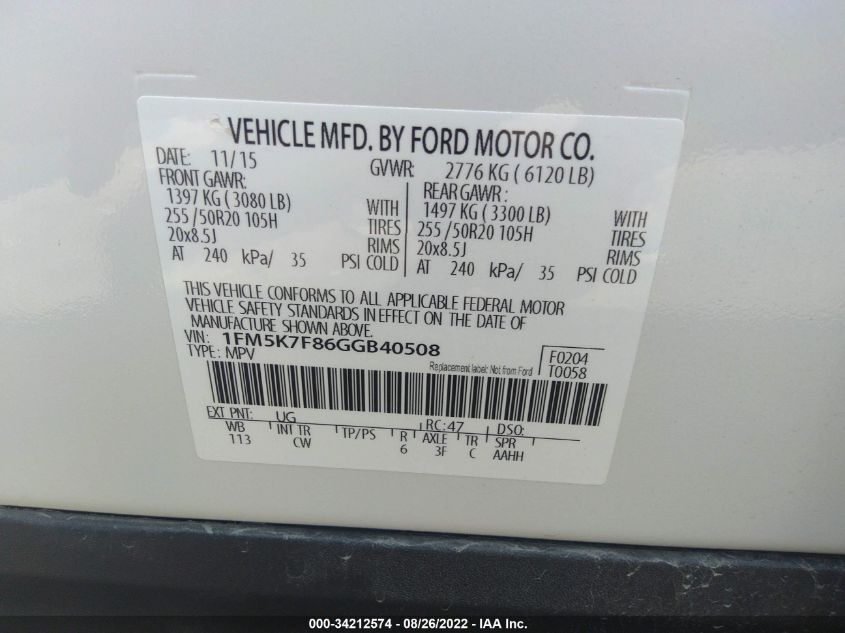 VEHICLE MFD. BY FORD MOTOR CO.
DATE: 11/15 GVWR: 2776 KG ( 6120 LB)
FRONT GAWR: REAR GAWR:
1397 KG ( 3080 LB) WITH 1497 KG ( 3300 LB) WITH
255 /50R20 105H TIRES 255 /50R20 105H TIRES
20x8.5J RIMS 20x8.5J RIMS
AT 240 kPa/ 35 PSI COLD AT 240 kPa/ 35 PSI COLD
THIS VEHICLE CONFORMS TO ALL APPLICABLE FEDERAL MOTOR
VEHICLE SAFETY STANDARDS IN EFFECT ON THE DATE OF
MANUFACTURE SHOWN ABOVE.
VIN: 1FM5K7F86GGB40508 F0204
TYPE: MPV Replacement label: Not from Ford T0058
EXT PNT: UG RC: 47 DSO:
WB INT TR TP/PS R AXLE TR SPR
113 CW 6 3F C AAHH
000-34212574 - 08/26/2022 - IAA Inc.